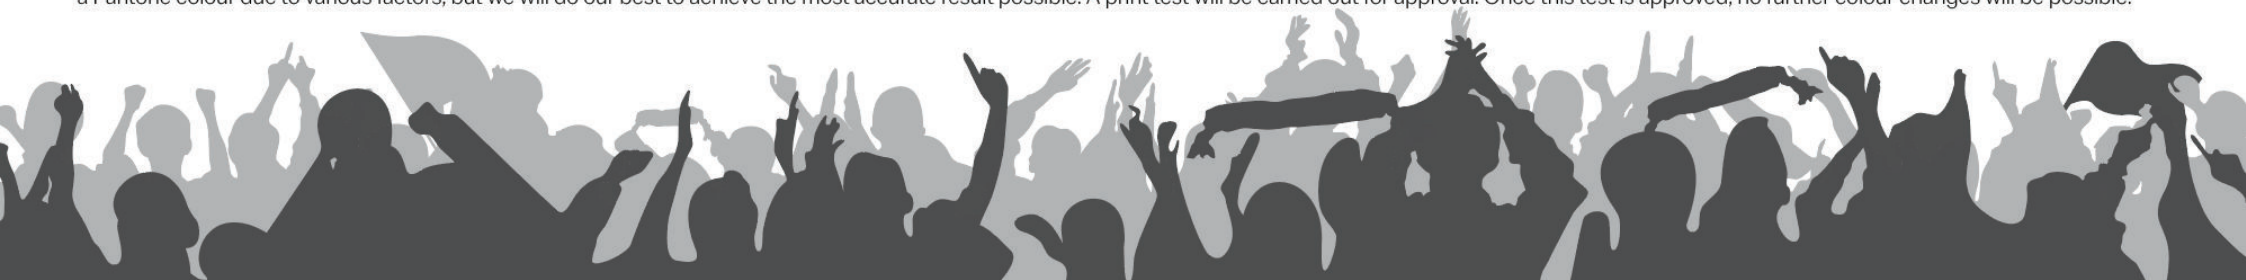 a Pantone colour due to various factors, but we will do our best to achieve the most accurate result possible. A print test will be carried out for approval. Once this test is approved, no further colour changes will be possible.